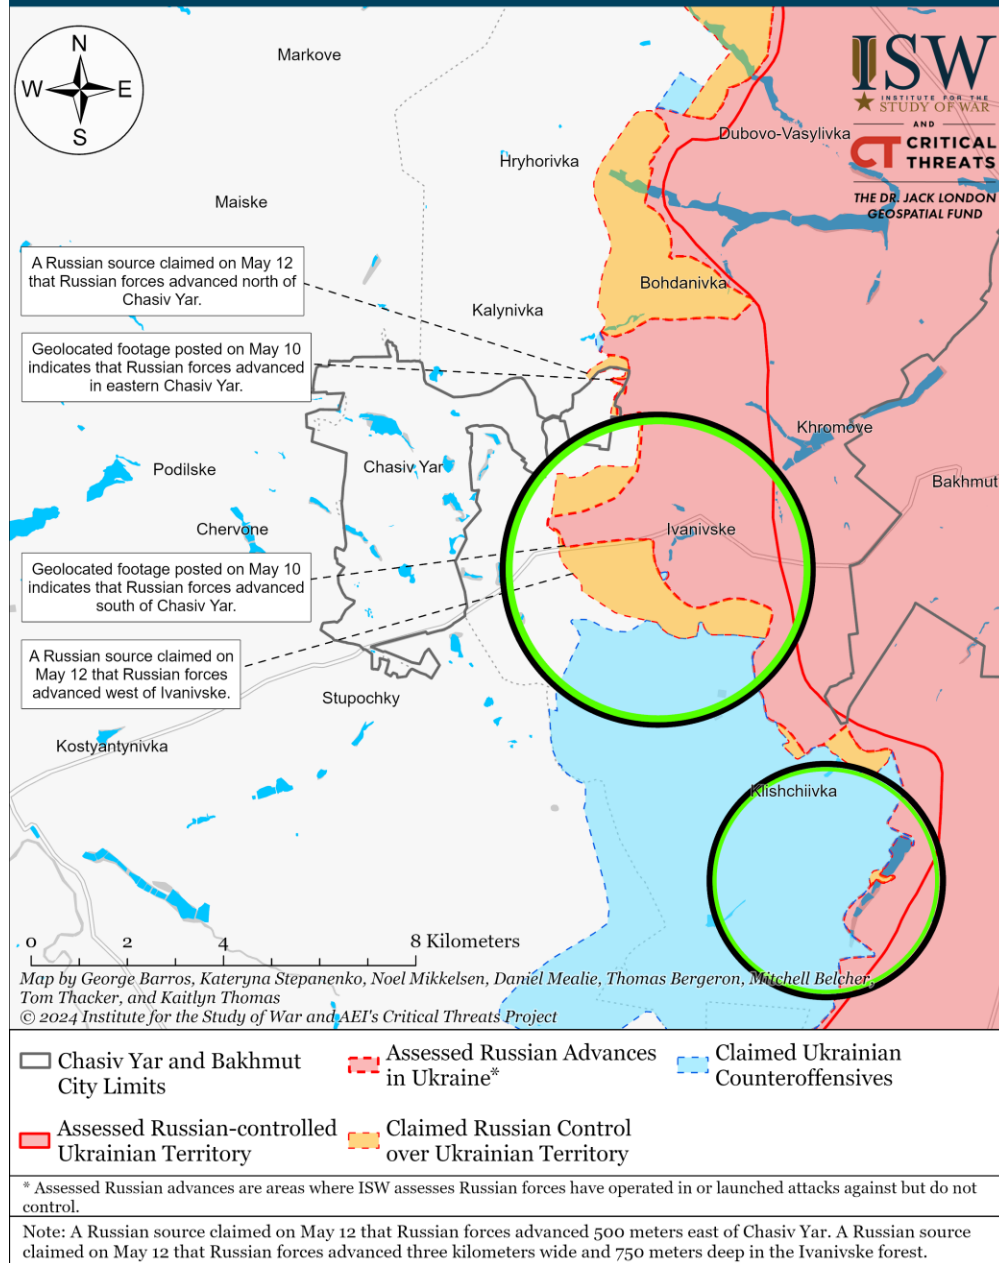 N
W E
S
Markove
ISW
INSTITUTE FOR THE
STUDY OF WAR
AND
CT CRITICAL
THREATS
THE DR. JACK LONDON
GEOSPATIAL FUND
Dubovo-Vasylivka
Hryhorivka
Maiske
A Russian source claimed on May 12
that Russian forces advanced north of
Chasiv Yar.
Bohdanivka
Kalynivka
Geolocated footage posted on May 10
indicates that Russian forces advanced
in eastern Chasiv Yar.
Khromove
Podilske
Chasiv Yar
Bakhmut
Chervone
Ivanivske
Geolocated footage posted on May 10
indicates that Russian forces advanced
south of Chasiv Yar.
A Russian source claimed on
May 12 that Russian forces
advanced west of Ivanivske.
Stupochky
Kostyantynivka
Klishchiivka
0 2 4 8 Kilometers
Map by George Barros, Kateryna Stepanenko, Noel Mikkelsen, Daniel Mealie, Thomas Bergeron, Mitchell Belcher,
Tom Thacker, and Kaitlyn Thomas
© 2024 Institute for the Study of War and AEI's Critical Threats Project
Chasiv Yar and Bakhmut
City Limits
Assessed Russian Advances
in Ukraine*
Claimed Ukrainian
Counteroffensives
Assessed Russian-controlled
Ukrainian Territory
Claimed Russian Control
over Ukrainian Territory
* Assessed Russian advances are areas where ISW assesses Russian forces have operated in or launched attacks against but do not
control.
Note: A Russian source claimed on May 12 that Russian forces advanced 500 meters east of Chasiv Yar. A Russian source
claimed on May 12 that Russian forces advanced three kilometers wide and 750 meters deep in the Ivanivske forest.